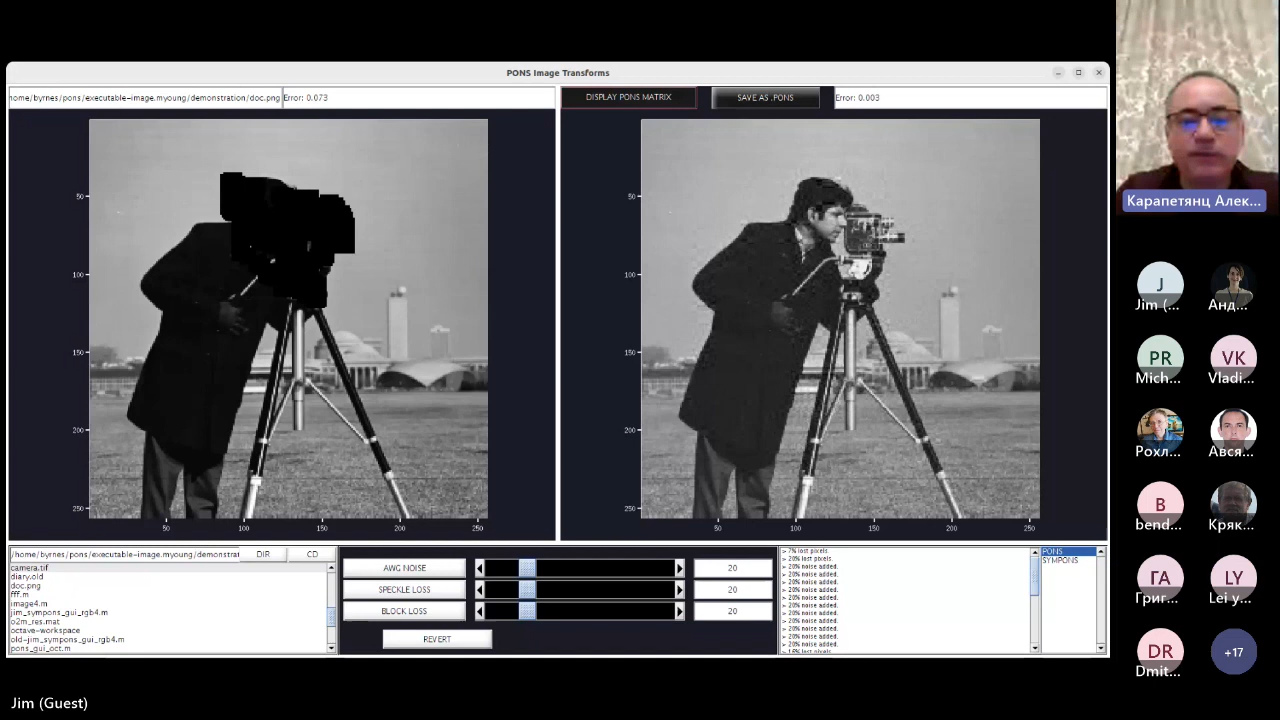 PONS Image Transforms
home/byrnes/pons/executable-image.myoung/demonstration/doc.png
Error: 0.073
DISPLAY PONS MATRIX
SAVE AS .PONS
Error: 0.003
50
100
150
200
250
50
100
150
200
250
50
100
150
200
250
50
100
150
200
250
/home/byrnes/pons/executable-image.myoung/demonstrat
DIR
CD
camera.tif
diary.old
doc.png
fff.m
image4.m
jim_sympons_gui_rgb4.m
o2m_res.mat
octave-workspace
old-jim_sympons_gui_rgb4.m
pons_gui_oct.m
AWG NOISE
20
SPECKLE LOSS
20
BLOCK LOSS
20
REVERT
> 7% lost pixels.
> 20% lost pixels.
> 20% noise added.
> 20% noise added.
> 20% noise added.
> 20% noise added.
> 20% noise added.
> 20% noise added.
> 20% noise added.
> 20% noise added.
> 20% noise added.
> 20% noise added.
> 20% noise added.
PONS
SYMPONS
Карапетянц Алек...
J
Jim (...
Анд...
PR
Mich...
VK
Vladi...
Рохл...
Ався...
B
bend...
Кряк...
ГА
Григ...
LY
Lei y...
DR
Dmit...
+17
Jim (Guest)